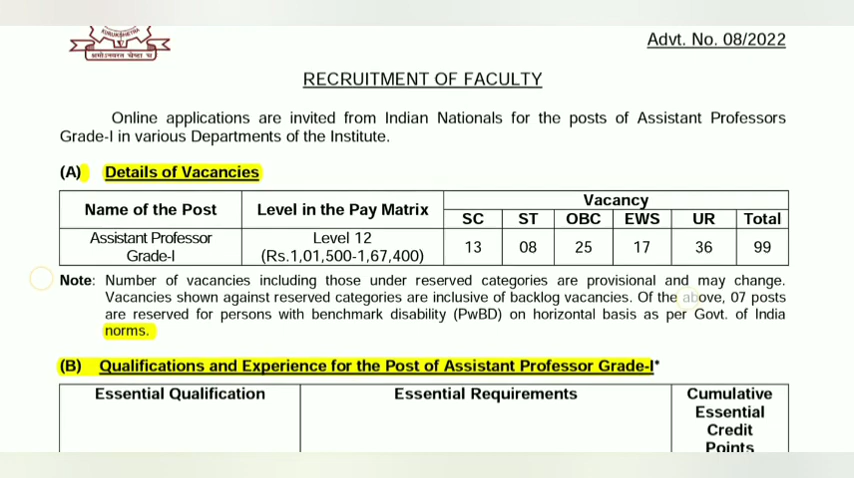 KURUKSHETRA
Advt. No. 08/2022
RECRUITMENT OF FACULTY
Online applications are invited from Indian Nationals for the posts of Assistant Professors
Grade-I in various Departments of the Institute.
(A) Details of Vacancies
Name of the Post Level in the Pay Matrix Vacancy
SC ST OBC EWS UR Total
Assistant Professor Grade-I Level 12 (Rs.1,01,500-1,67,400) 13 08 25 17 36 99
Note: Number of vacancies including those under reserved categories are provisional and may change.
Vacancies shown against reserved categories are inclusive of backlog vacancies. Of the above, 07 posts
are reserved for persons with benchmark disability (PwBD) on horizontal basis as per Govt. of India
norms.
(B) Qualifications and Experience for the Post of Assistant Professor Grade-I*
Essential Qualification Essential Requirements Cumulative
Essential
Credit
Points